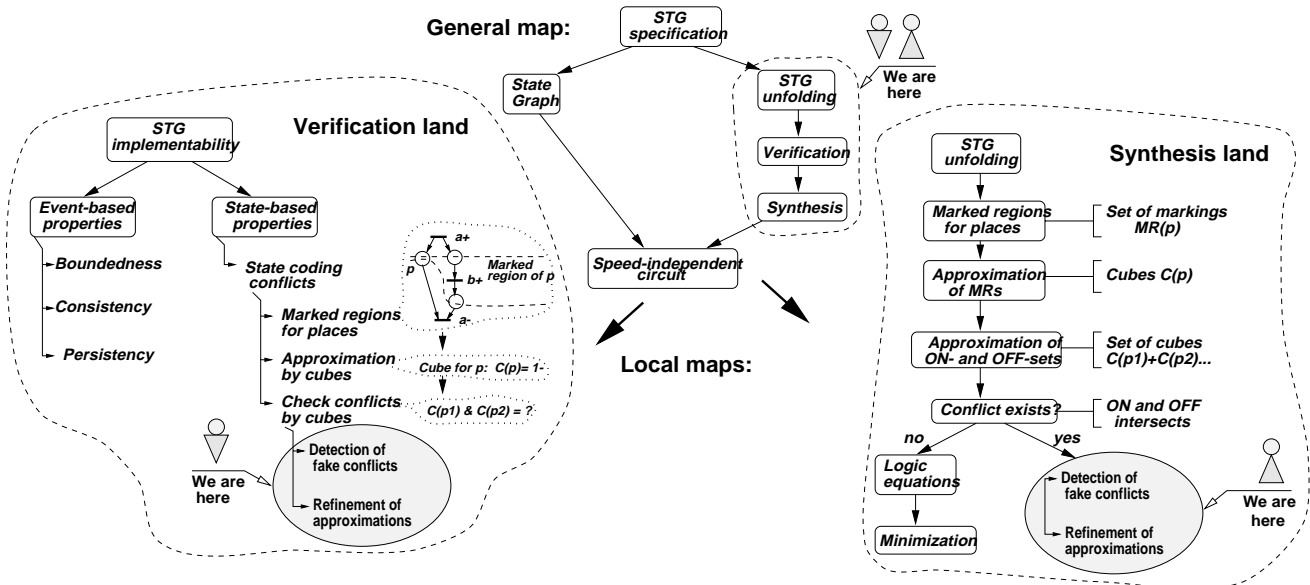 General map:
STG
specification
State
Graph
STG
unfolding
Verification
Synthesis
Speed-independent
circuit
We are
here
Local maps:
Verification land
STG
implementability
Event-based
properties
State-based
properties
Boundedness
Consistency
Persistency
State coding
conflicts
Marked regions
for places
Approximation
by cubes
Check conflicts
by cubes
Detection of
fake conflicts
Refinement of
approximations
We are
here
a+
p
=
-
Marked
region of p
b+
-
a-
Cube for p: C(p)= 1-
C(p1) & C(p2) = ?
Synthesis land
STG
unfolding
Marked regions
for places
Set of markings
MR(p)
Approximation
of MRs
Cubes C(p)
Approximation of
ON- and OFF-sets
Set of cubes
C(p1)+C(p2)...
Conflict exists?
ON and OFF
intersects
no
yes
Logic
equations
Minimization
Detection of
fake conflicts
Refinement of
approximations
We are
here